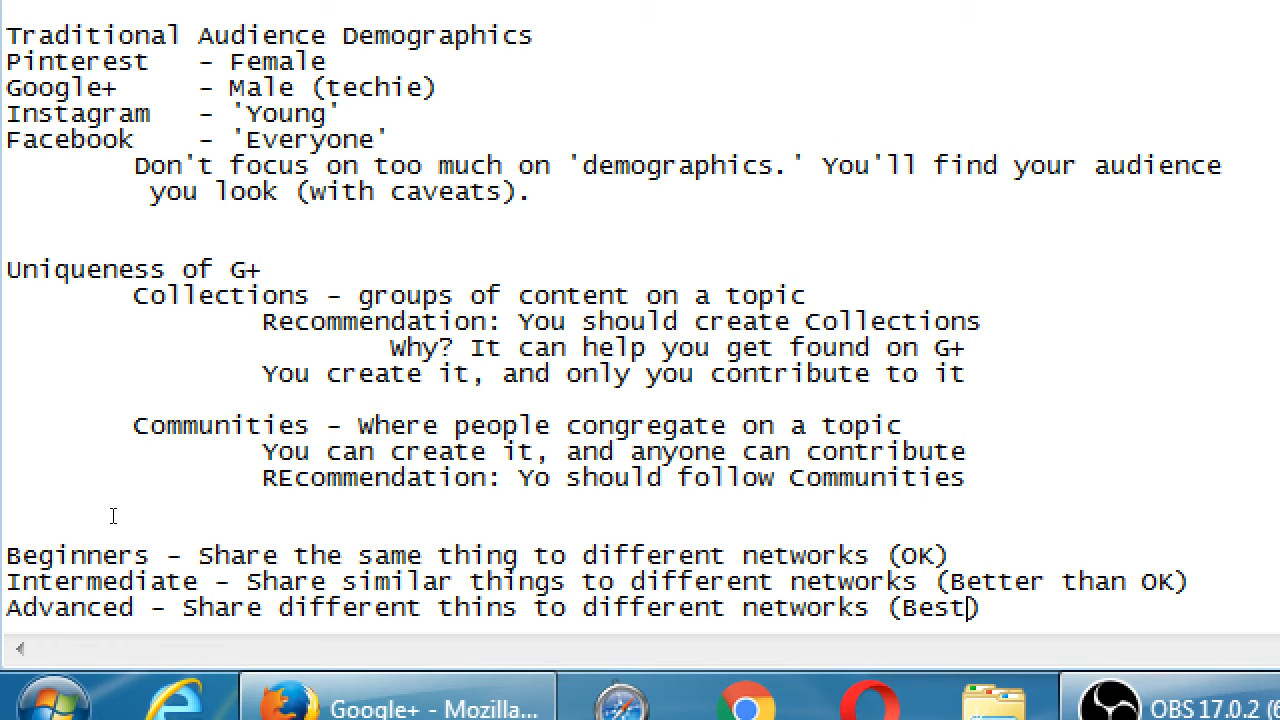 Traditional Audience Demographics
Pinterest - Female
Google+ - Male (techie)
Instagram - 'Young'
Facebook - 'Everyone'
Don't focus on too much on 'demographics.' You'll find your audience
you look (with caveats).
Uniqueness of G+
Collections - groups of content on a topic
Recommendation: You should create Collections
Why? It can help you get found on G+
You create it, and only you contribute to it
Communities - Where people congregate on a topic
You can create it, and anyone can contribute
REcommendation: Yo should follow Communities
Beginners - Share the same thing to different networks (OK)
Intermediate - Share similar things to different networks (Better than OK)
Advanced - Share different thins to different networks (Best)
Google+ - Mozilla...
OBS 17.0.2 (6